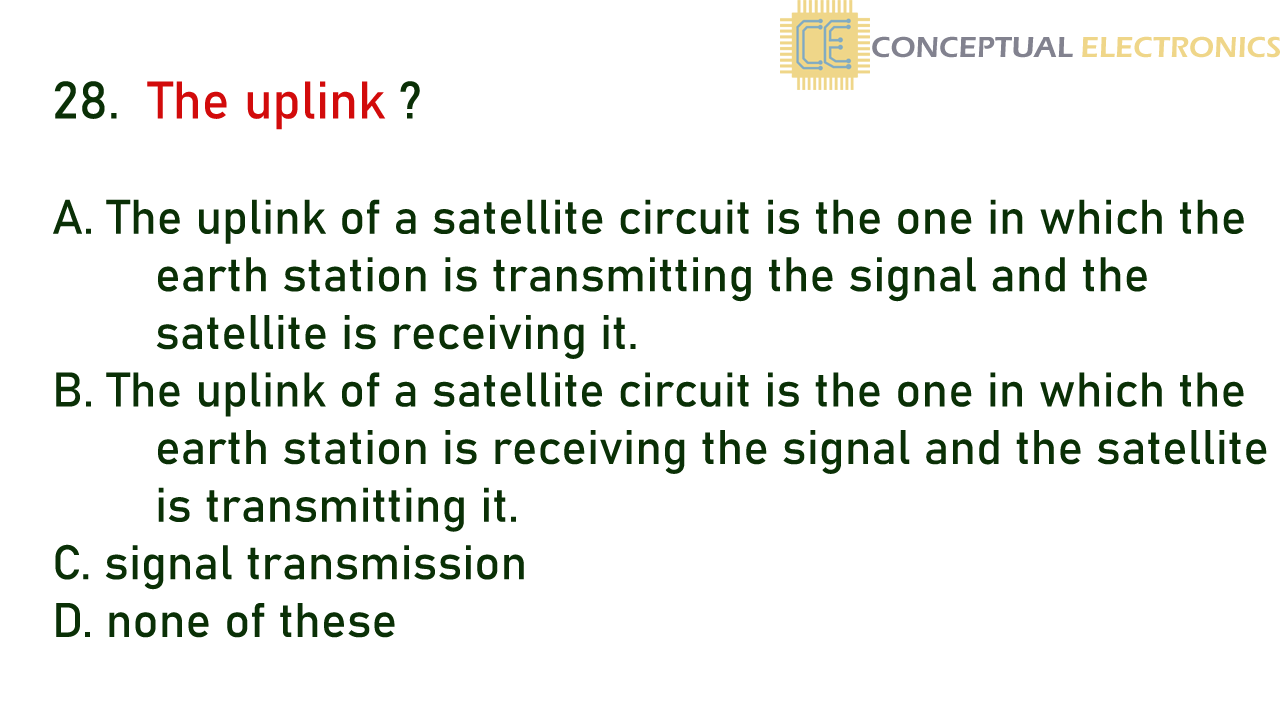 CE CONCEPTUAL ELECTRONICS
28. The uplink ?
A. The uplink of a satellite circuit is the one in which the
earth station is transmitting the signal and the
satellite is receiving it.
B. The uplink of a satellite circuit is the one in which the
earth station is receiving the signal and the satellite
is transmitting it.
C. signal transmission
D. none of these